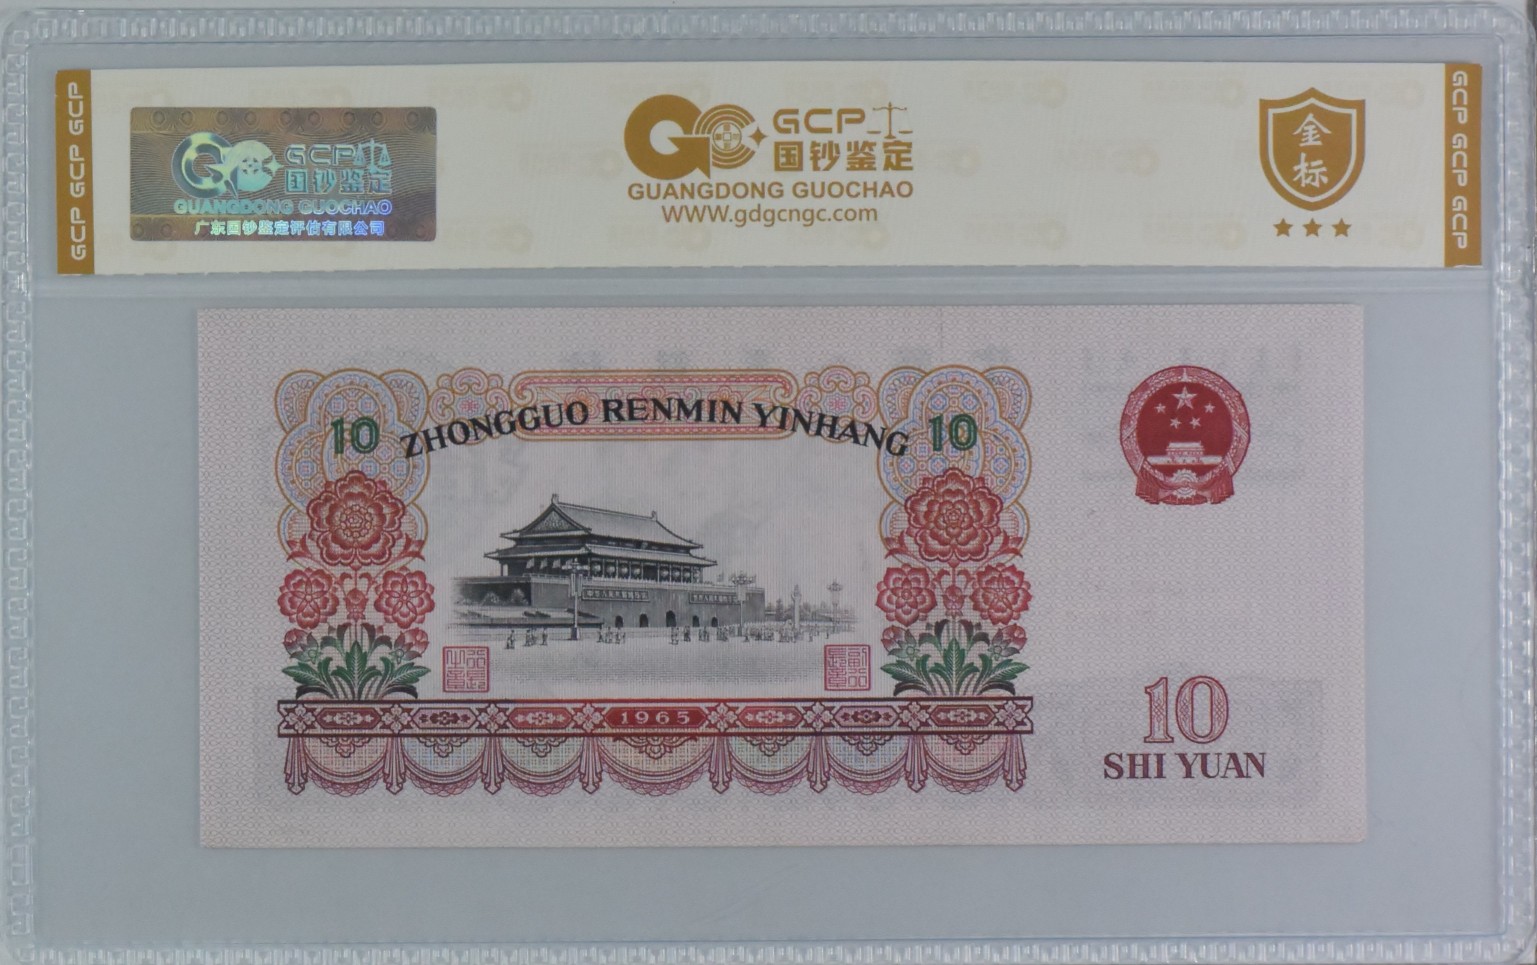 GCP GCP GCP
GCP 国钞鉴定
GUANGDONG GUOCHAO
广东国钞鉴定评估有限公司
GCP
国钞鉴定
GUANGDONG GUOCHAO
WWW.gdgcngc.com
金标
GCP GCP GCP
10 ZHONGGUO RENMIN YINHANG 10
1965
10
SHI YUAN